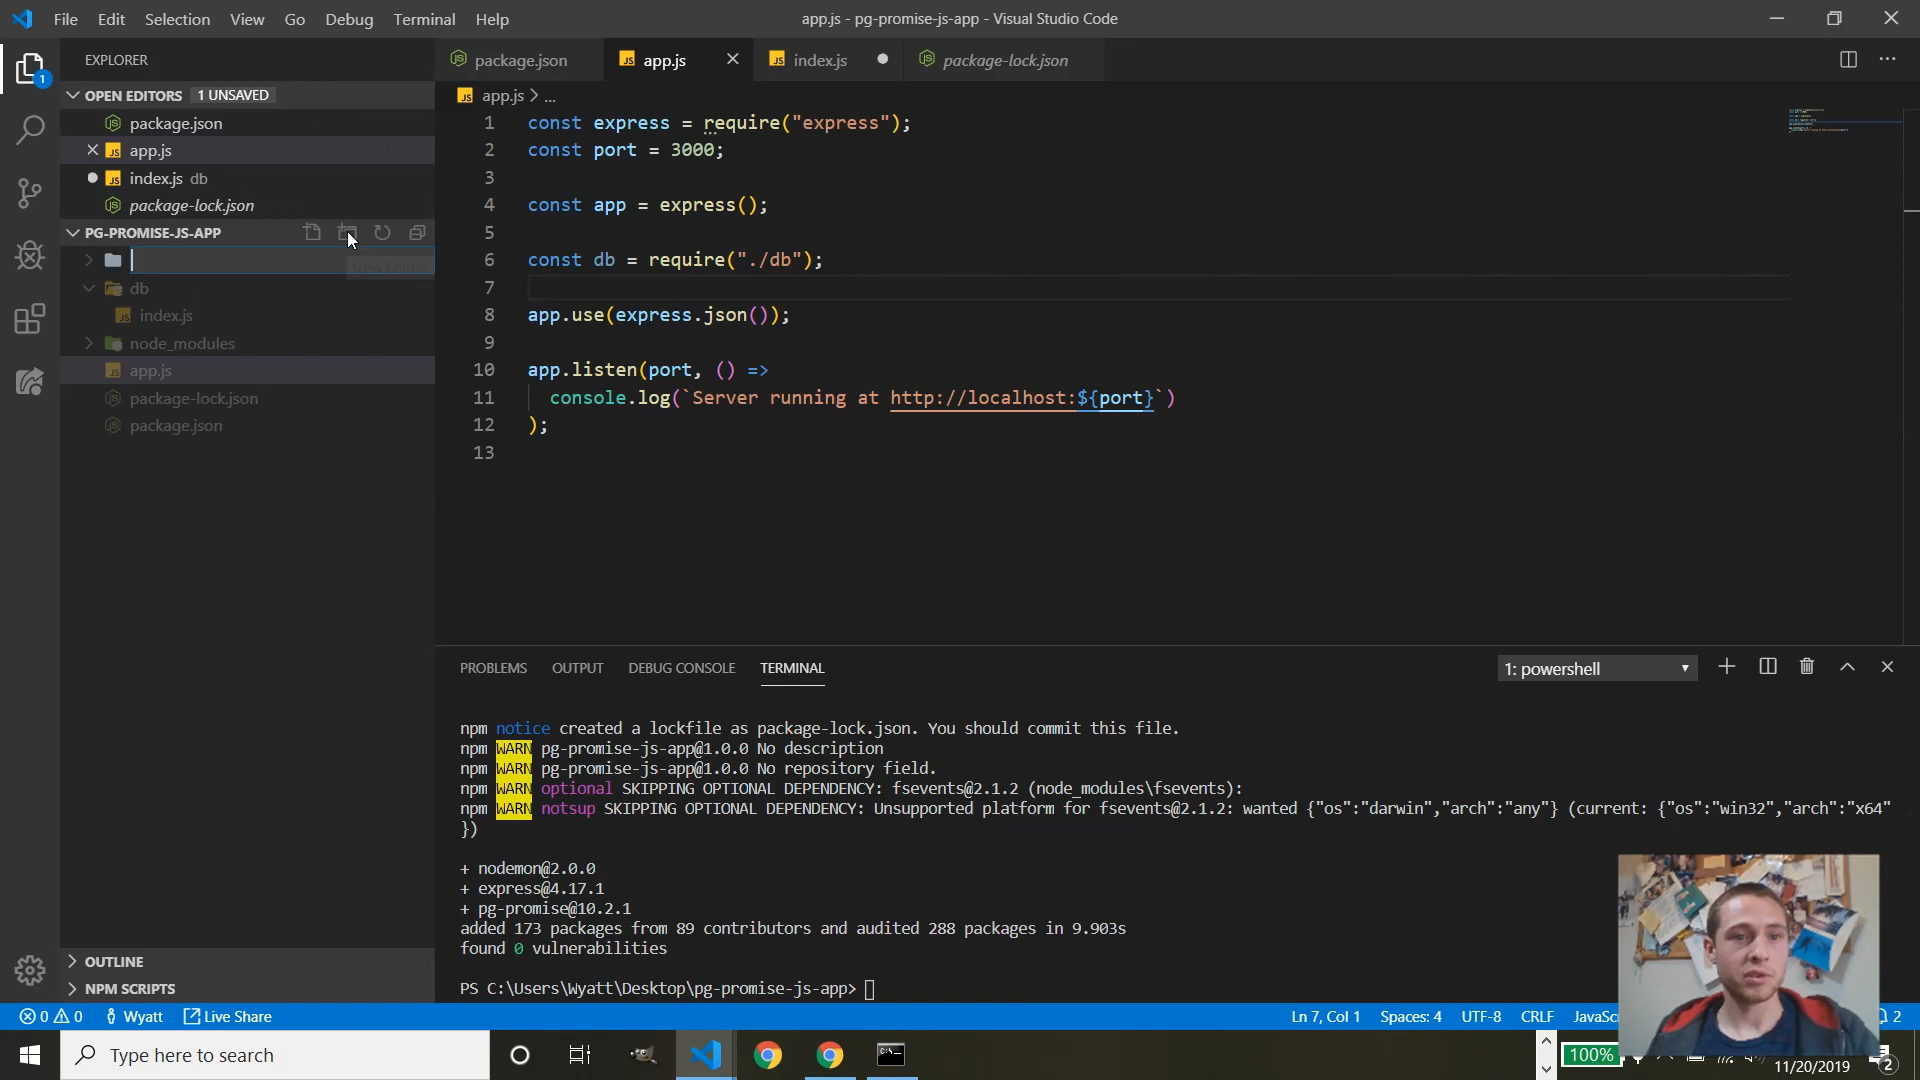 File Edit Selection View Go Debug Terminal Help
app.js - pg-promise-js-app - Visual Studio Code
EXPLORER
OPEN EDITORS 1 UNSAVED
package.json
app.js
index.js db
package-lock.json
PG-PROMISE-JS-APP
db
index.js
node_modules
app.js
package-lock.json
package.json
OUTLINE
NPM SCRIPTS
package.json app.js index.js package-lock.json
app.js > ...
1 const express = require("express");
2 const port = 3000;
3
4 const app = express();
5
6 const db = require("./db");
7
8 app.use(express.json());
9
10 app.listen(port, () =>
11 console.log(`Server running at http://localhost:${port}`)
12 );
13
PROBLEMS OUTPUT DEBUG CONSOLE TERMINAL
1: powershell
npm notice created a lockfile as package-lock.json. You should commit this file.
npm WARN pg-promise-js-app@1.0.0 No description
npm WARN pg-promise-js-app@1.0.0 No repository field.
npm WARN optional SKIPPING OPTIONAL DEPENDENCY: fsevents@2.1.2 (node_modules\fsevents):
npm WARN notsup SKIPPING OPTIONAL DEPENDENCY: Unsupported platform for fsevents@2.1.2: wanted {"os":"darwin","arch":"any"} (current: {"os":"win32","arch":"x64"
})
+ nodemon@2.0.0
+ express@4.17.1
+ pg-promise@10.2.1
added 173 packages from 89 contributors and audited 288 packages in 9.903s
found 0 vulnerabilities
PS C:\Users\Wyatt\Desktop\pg-promise-js-app>
0 0 Wyatt Live Share
Ln 7, Col 1 Spaces: 4 UTF-8 CRLF JavaSc 2
Type here to search
100%
11/20/2019
2
1